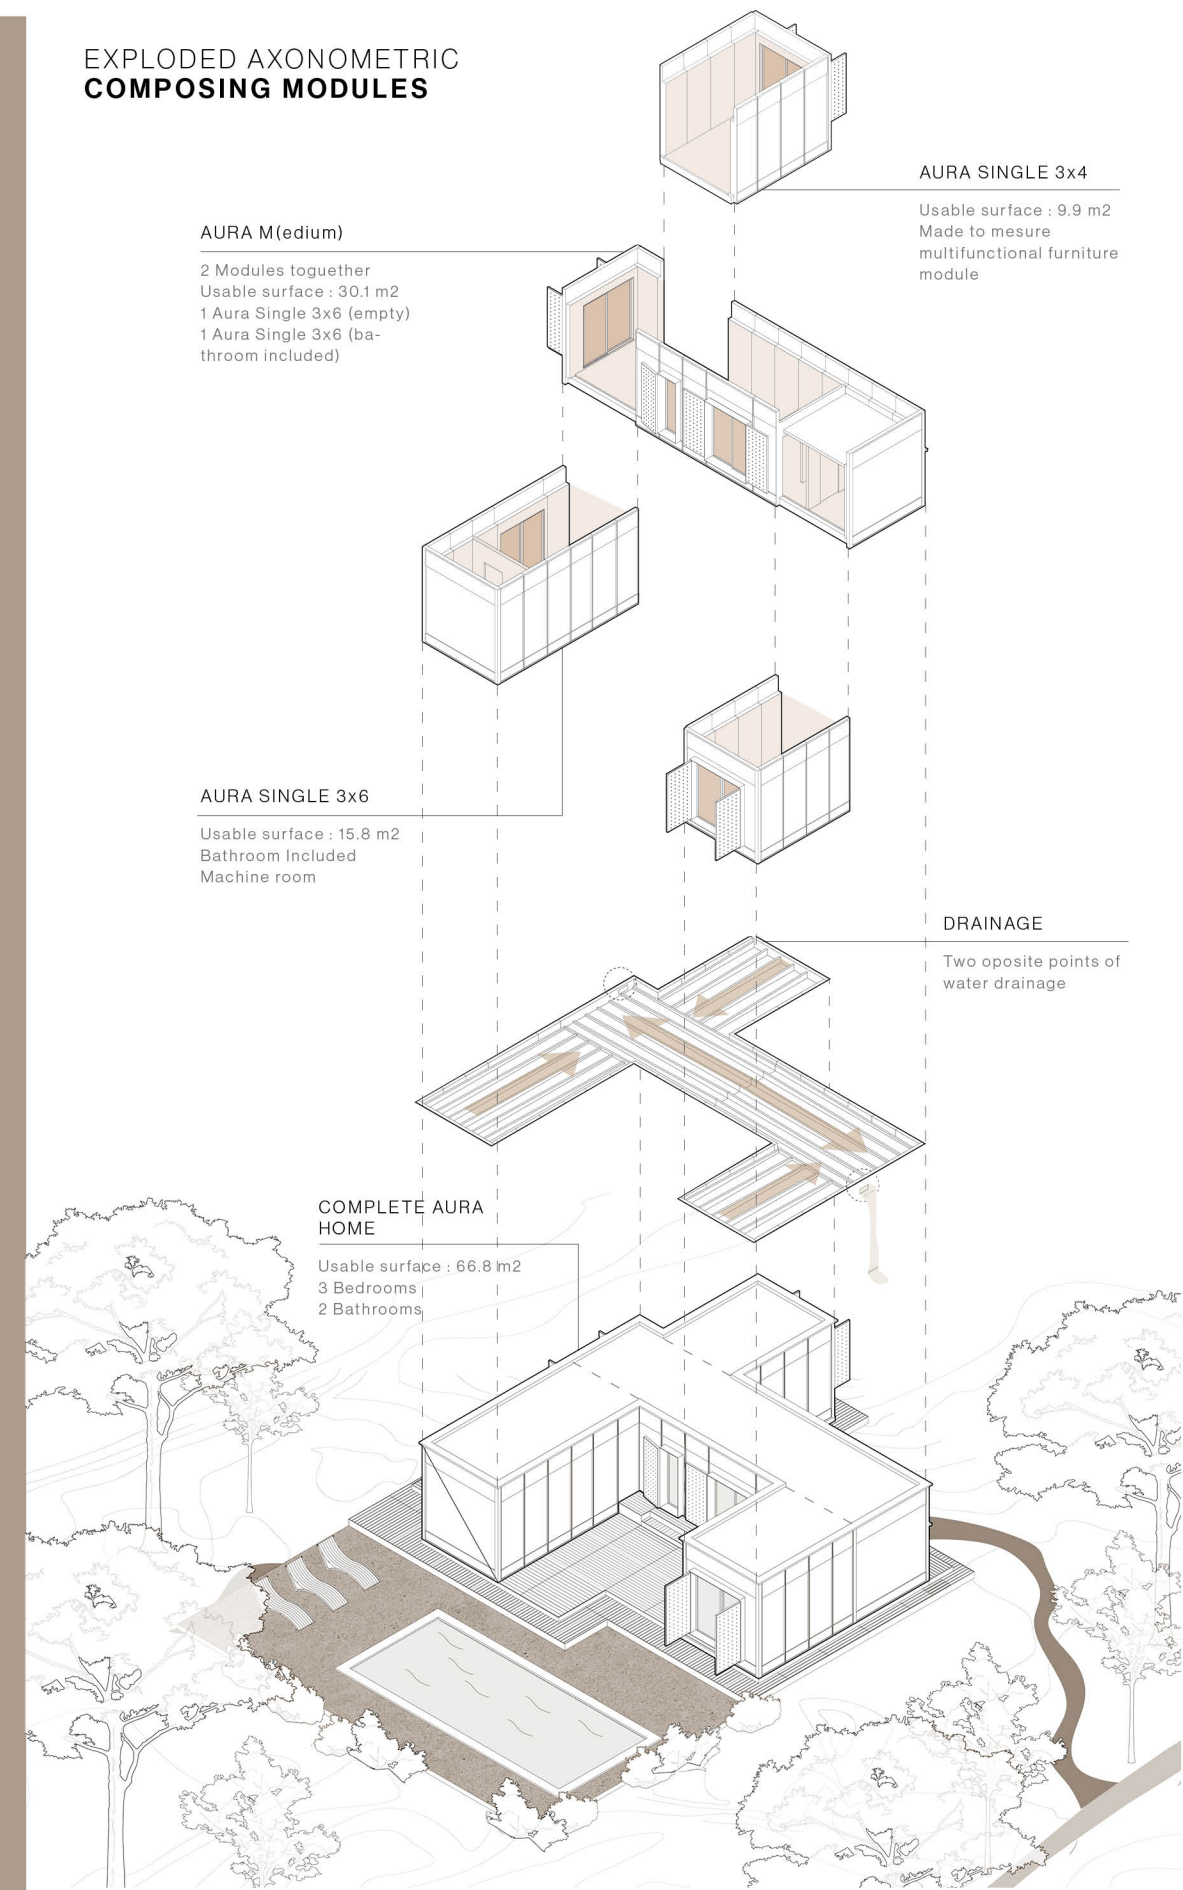 EXPLODED AXONOMETRIC
COMPOSING MODULES
AURA SINGLE 3x4
Usable surface : 9.9 m2
Made to mesure
multifunctional furniture
module
AURA M(edium)
2 Modules toguether
Usable surface : 30.1 m2
1 Aura Single 3x6 (empty)
1 Aura Single 3x6 (ba-
throom included)
AURA SINGLE 3x6
Usable surface : 15.8 m2
Bathroom Included
Machine room
DRAINAGE
Two oposite points of
water drainage
COMPLETE AURA
HOME
Usable surface : 66.8 m2
3 Bedrooms
2 Bathrooms